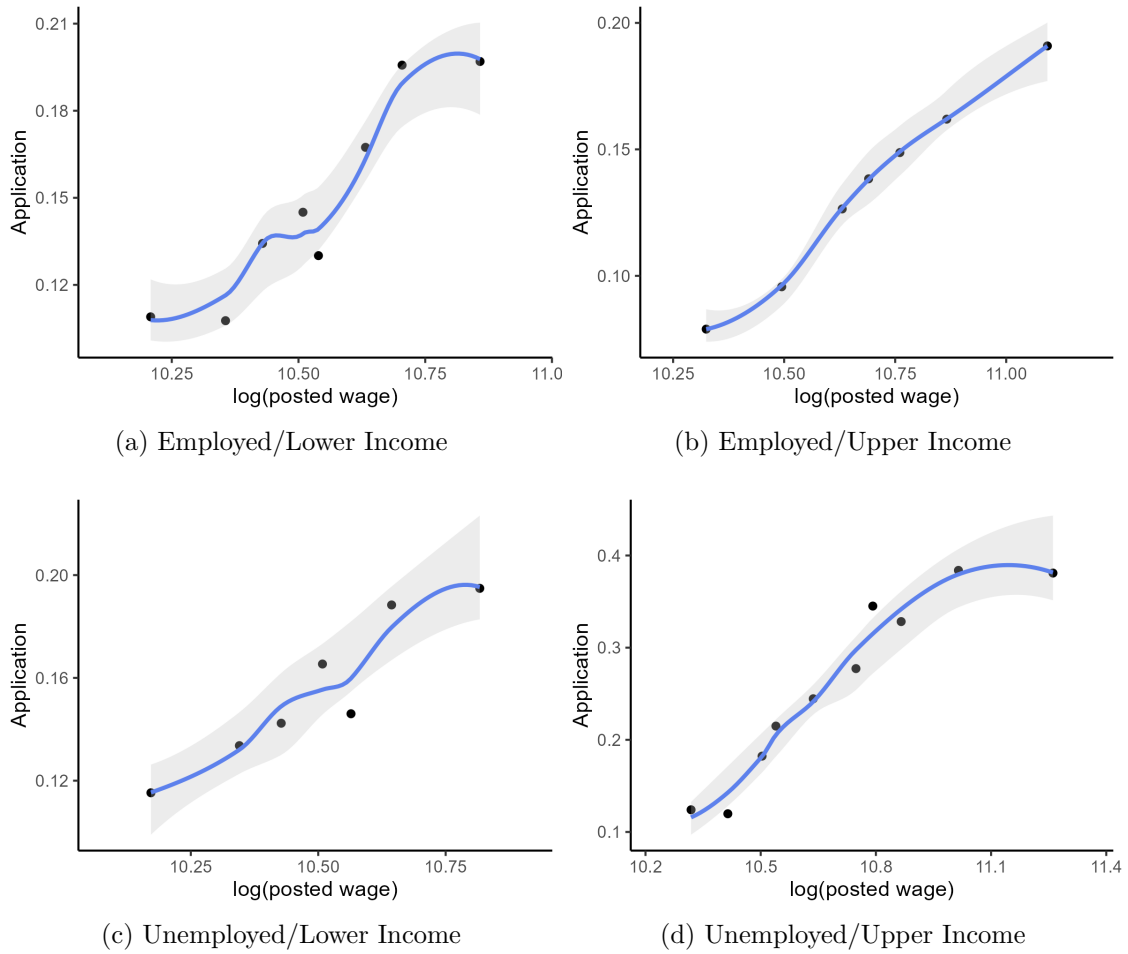 0.21
0.18
0.15
0.12
Application
10.25 10.50 10.75 11.0
log(posted wage)
(a) Employed/Lower Income
0.20
0.15
0.10
Application
10.25 10.50 10.75 11.00
log(posted wage)
(b) Employed/Upper Income
0.20
0.16
0.12
Application
10.25 10.50 10.75
log(posted wage)
(c) Unemployed/Lower Income
0.4
0.3
0.2
0.1
Application
10.2 10.5 10.8 11.1 11.4
log(posted wage)
(d) Unemployed/Upper Income